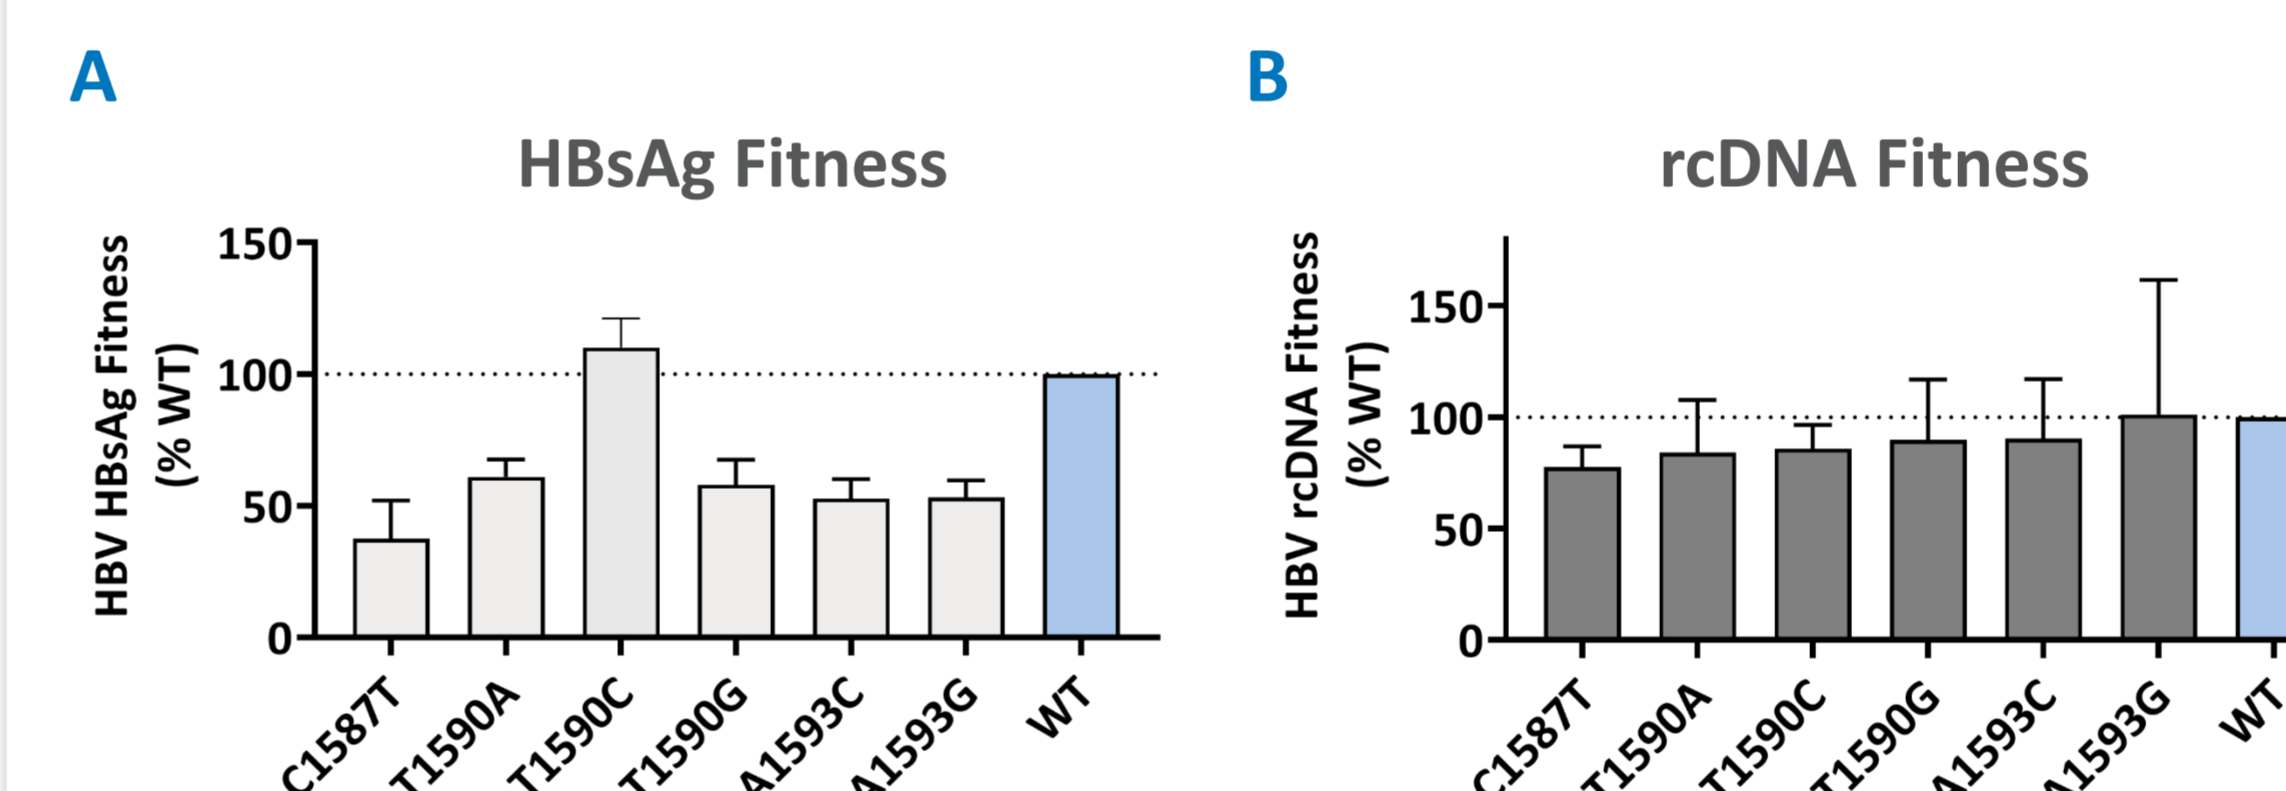 A
HBsAg Fitness
HBV HBsAg Fitness
(% WT)
150
100
50
0
C1587T
T1590A
T1590C
T1590G
A1593C
A1593G
WT
B
rcDNA Fitness
HBV rcDNA Fitness
(% WT)
150
100
50
0
C1587T
T1590A
T1590C
T1590G
A1593C
A1593G
WT